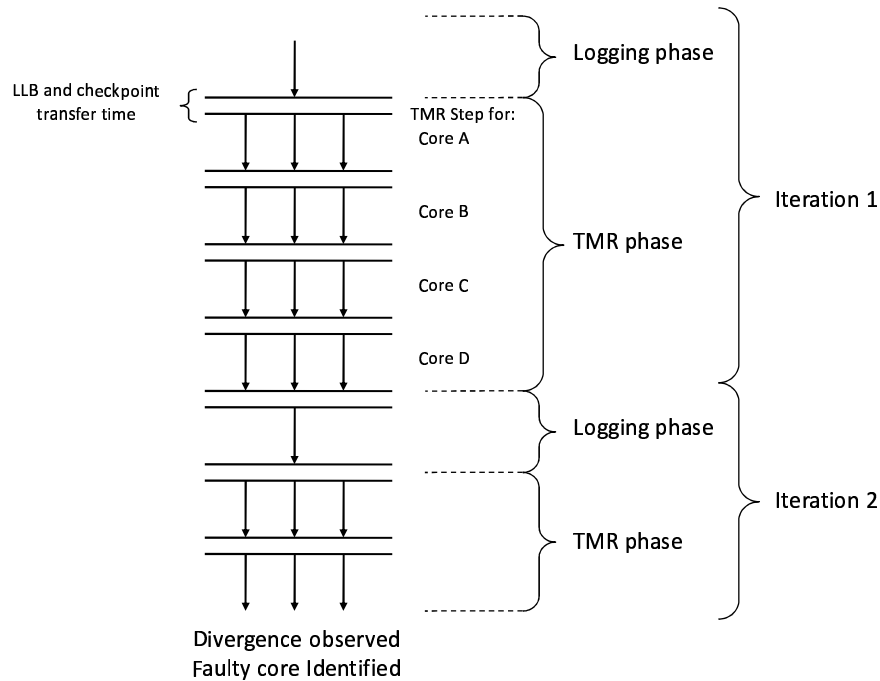 Logging phase
LLB and checkpoint
transfer time
TMR Step for:
Core A
Iteration 1
Core B
TMR phase
Core C
Core D
Logging phase
Iteration 2
TMR phase
Divergence observed
Faulty core Identified